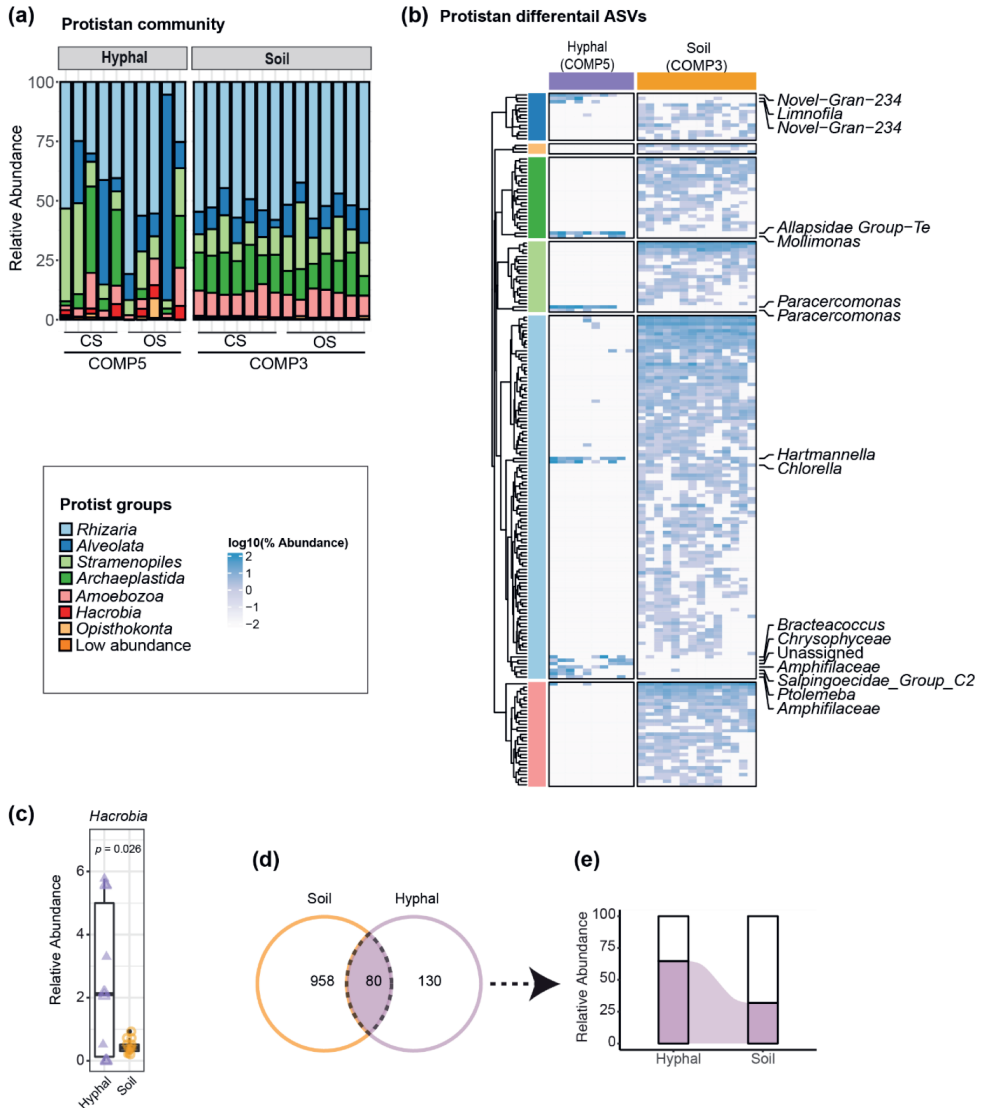 (a)
Protistan community
Hyphal
Soil
100
75
50
25
0
Relative Abundance
CS
OS
CS
OS
COMP5
COMP3
Protist groups
Rhizaria
Alveolata
Stramenopiles
Archaeplastida
Amoebozoa
Hacrobia
Opisthokonta
Low abundance
log10(% Abundance)
2
1
0
−1
−2
(b) Protistan differentail ASVs
Hyphal
(COMP5)
Soil
(COMP3)
Novel−Gran−234
Limnofila
Novel−Gran−234
Allapsidae Group−Te
Mollimonas
Paracercomonas
Paracercomonas
Hartmannella
Chlorella
Bracteacoccus
Chrysophyceae
Unassigned
Amphifilaceae
Salpingoecidae_Group_C2
Ptolemeba
Amphifilaceae
(c)
Hacrobia
p = 0.026
6
4
2
0
Relative Abundance
Hyphal
Soil
(d)
Soil
Hyphal
958
80
130
(e)
100
75
50
25
0
Relative Abundance
Hyphal
Soil